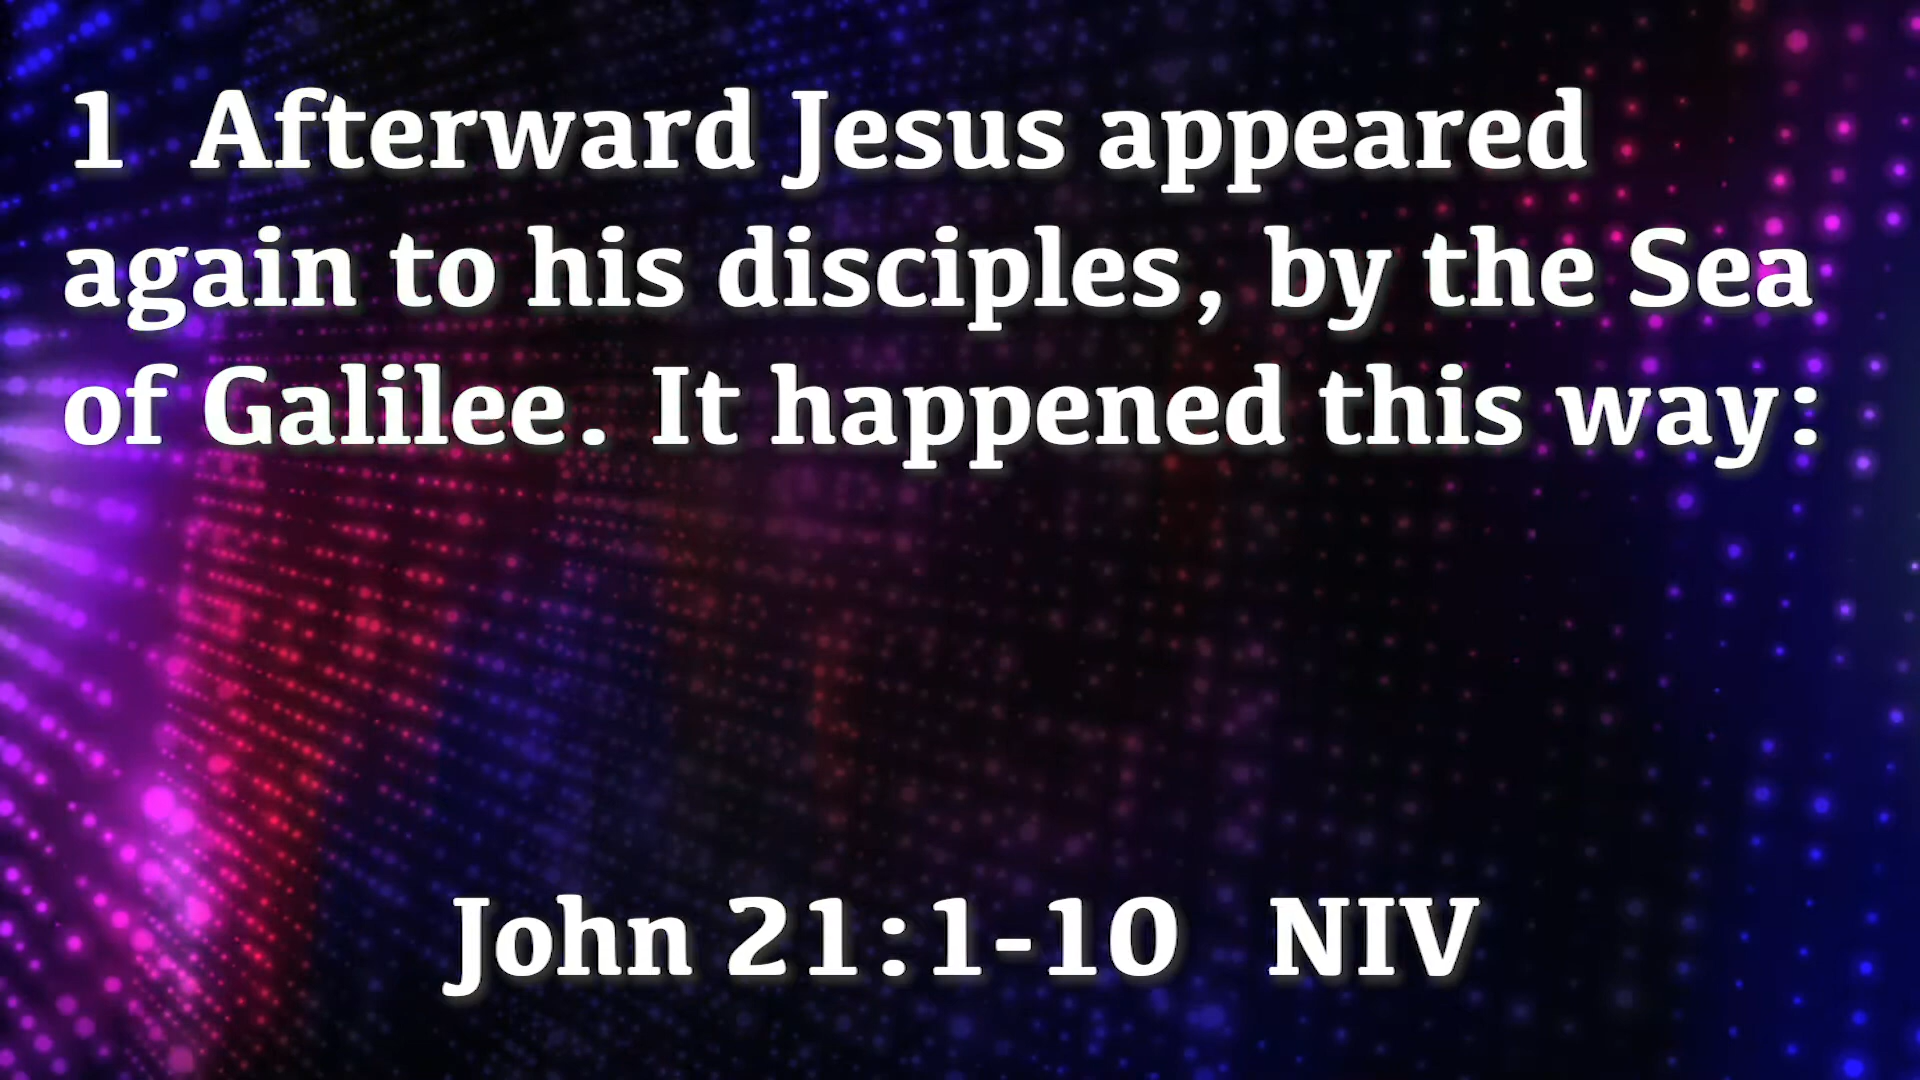 1 Afterward Jesus appeared
again to his disciples, by the Sea
of Galilee. It happened this way:
John 21:1-10 NIV